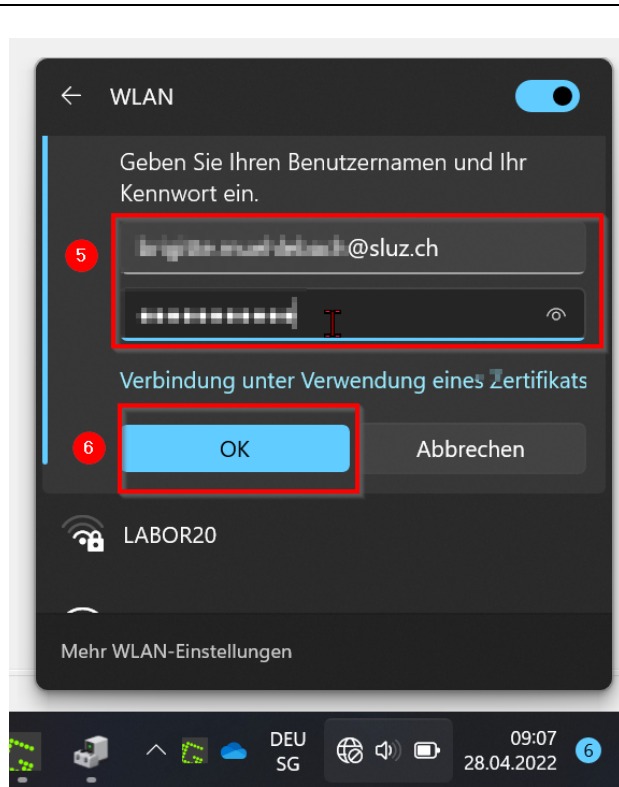 WLAN
Geben Sie Ihren Benutzernamen und Ihr
Kennwort ein.
5
@sluz.ch
Verbindung unter Verwendung eines Zertifikats
6
OK
Abbrechen
LABOR20
Mehr WLAN-Einstellungen
DEU
SG
09:07
28.04.2022
6